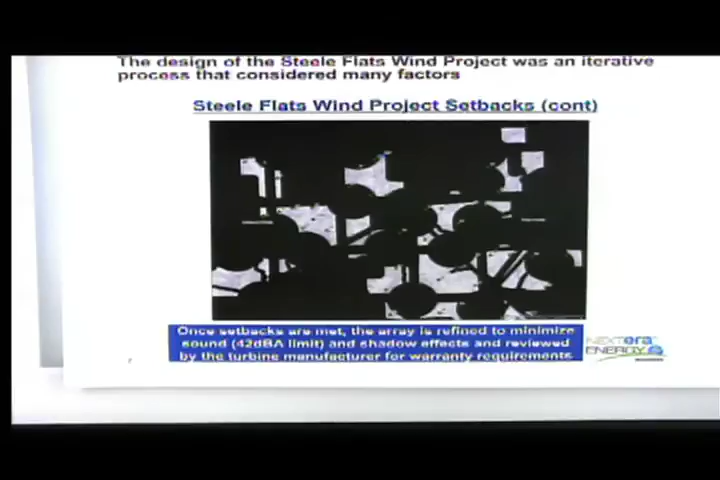 The design of the Steele Flats Wind Project was an iterative
process that considered many factors
Steele Flats Wind Project Setbacks (cont)
Once setbacks are met, the array is refined to minimize
sound (42dBA limit) and shadow effects and reviewed
by the turbine manufacturer for warranty requirements
NEXTera
ENERGY